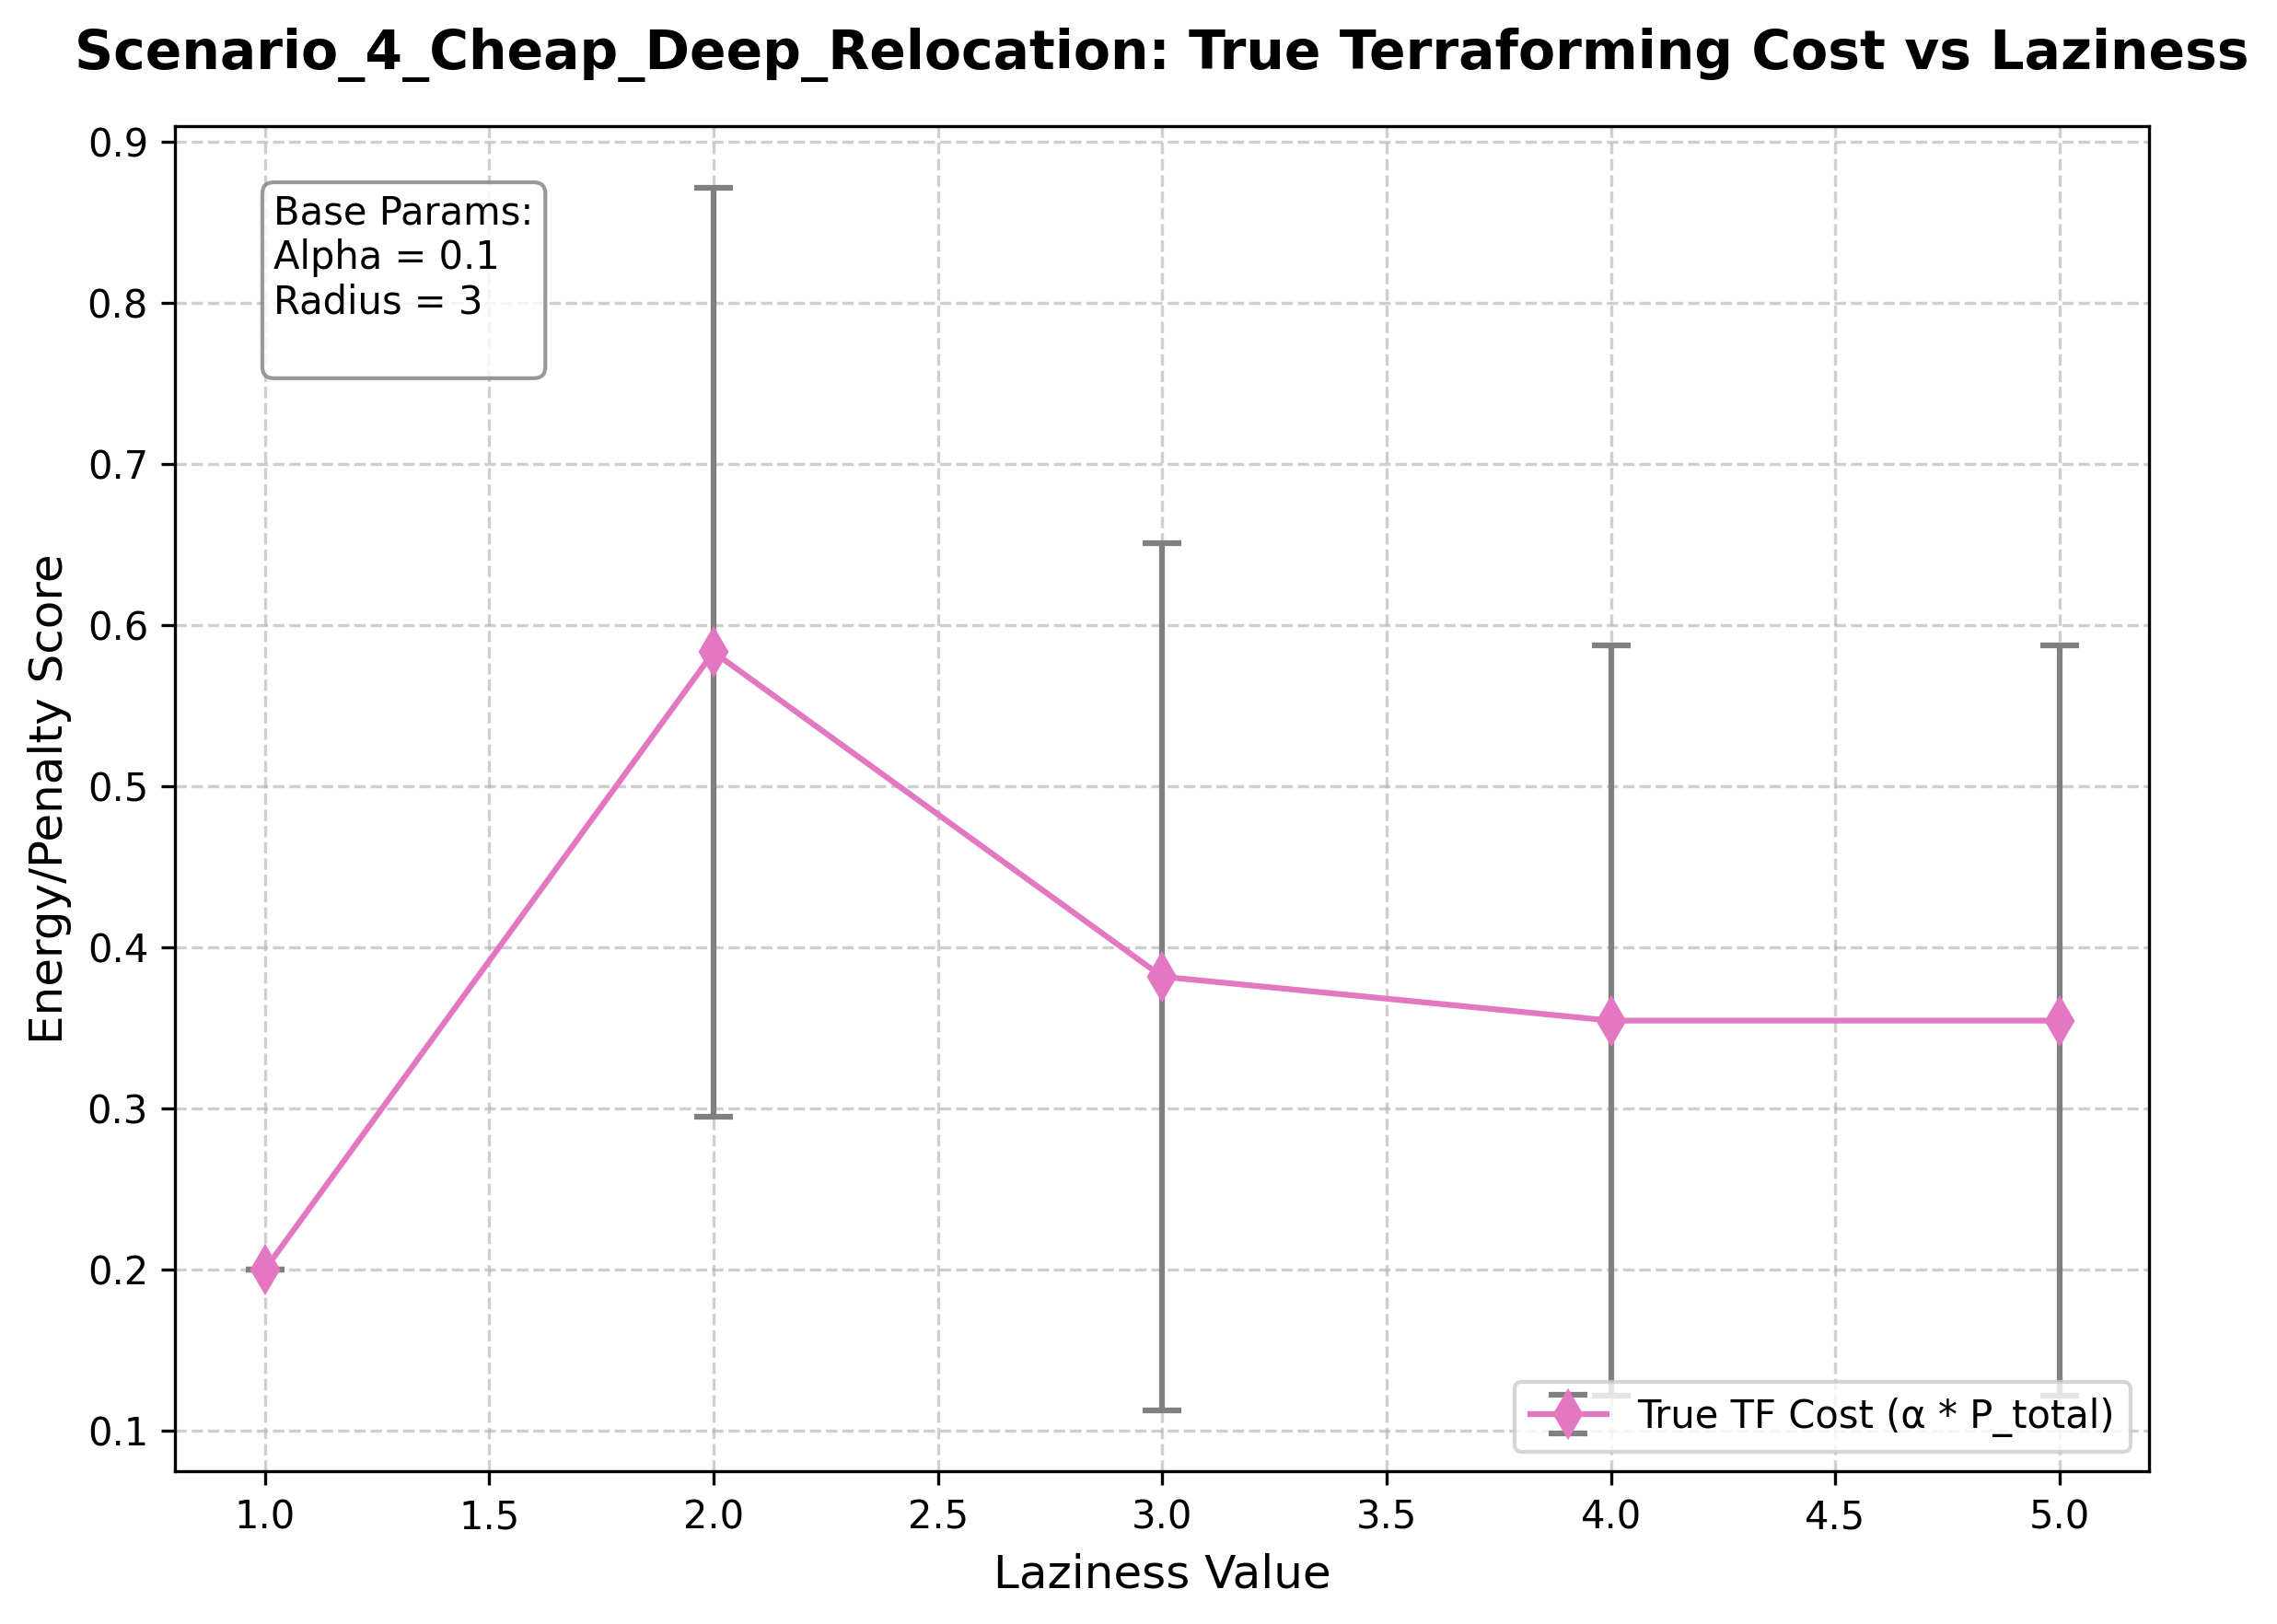 Scenario_4_Cheap_Deep_Relocation: True Terraforming Cost vs Laziness
Base Params:
Alpha = 0.1
Radius = 3
0.9
0.8
0.7
0.6
0.5
0.4
0.3
0.2
0.1
Energy/Penalty Score
True TF Cost (α * P_total)
1.0 1.5 2.0 2.5 3.0 3.5 4.0 4.5 5.0
Laziness Value